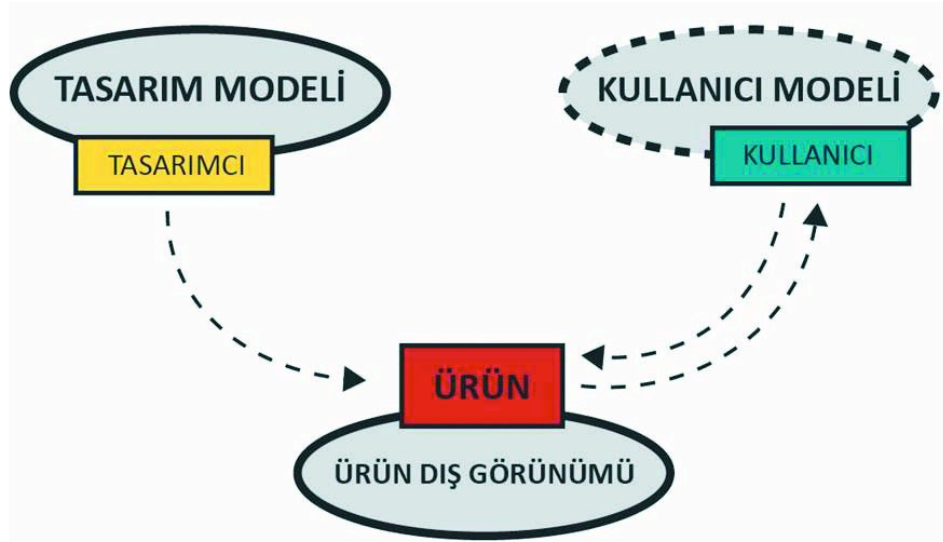 TASARIM MODELİ
TASARIMCI
KULLANICI MODELİ
KULLANICI
ÜRÜN
ÜRÜN DIŞ GÖRÜNÜMÜ